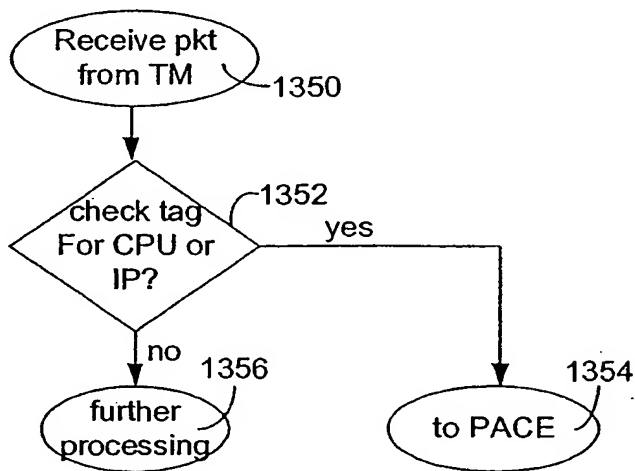 Receive pkt
from TM
1350
1352
check tag
For CPU or
IP?
yes
no
1356
1354
further
processing
to PACE